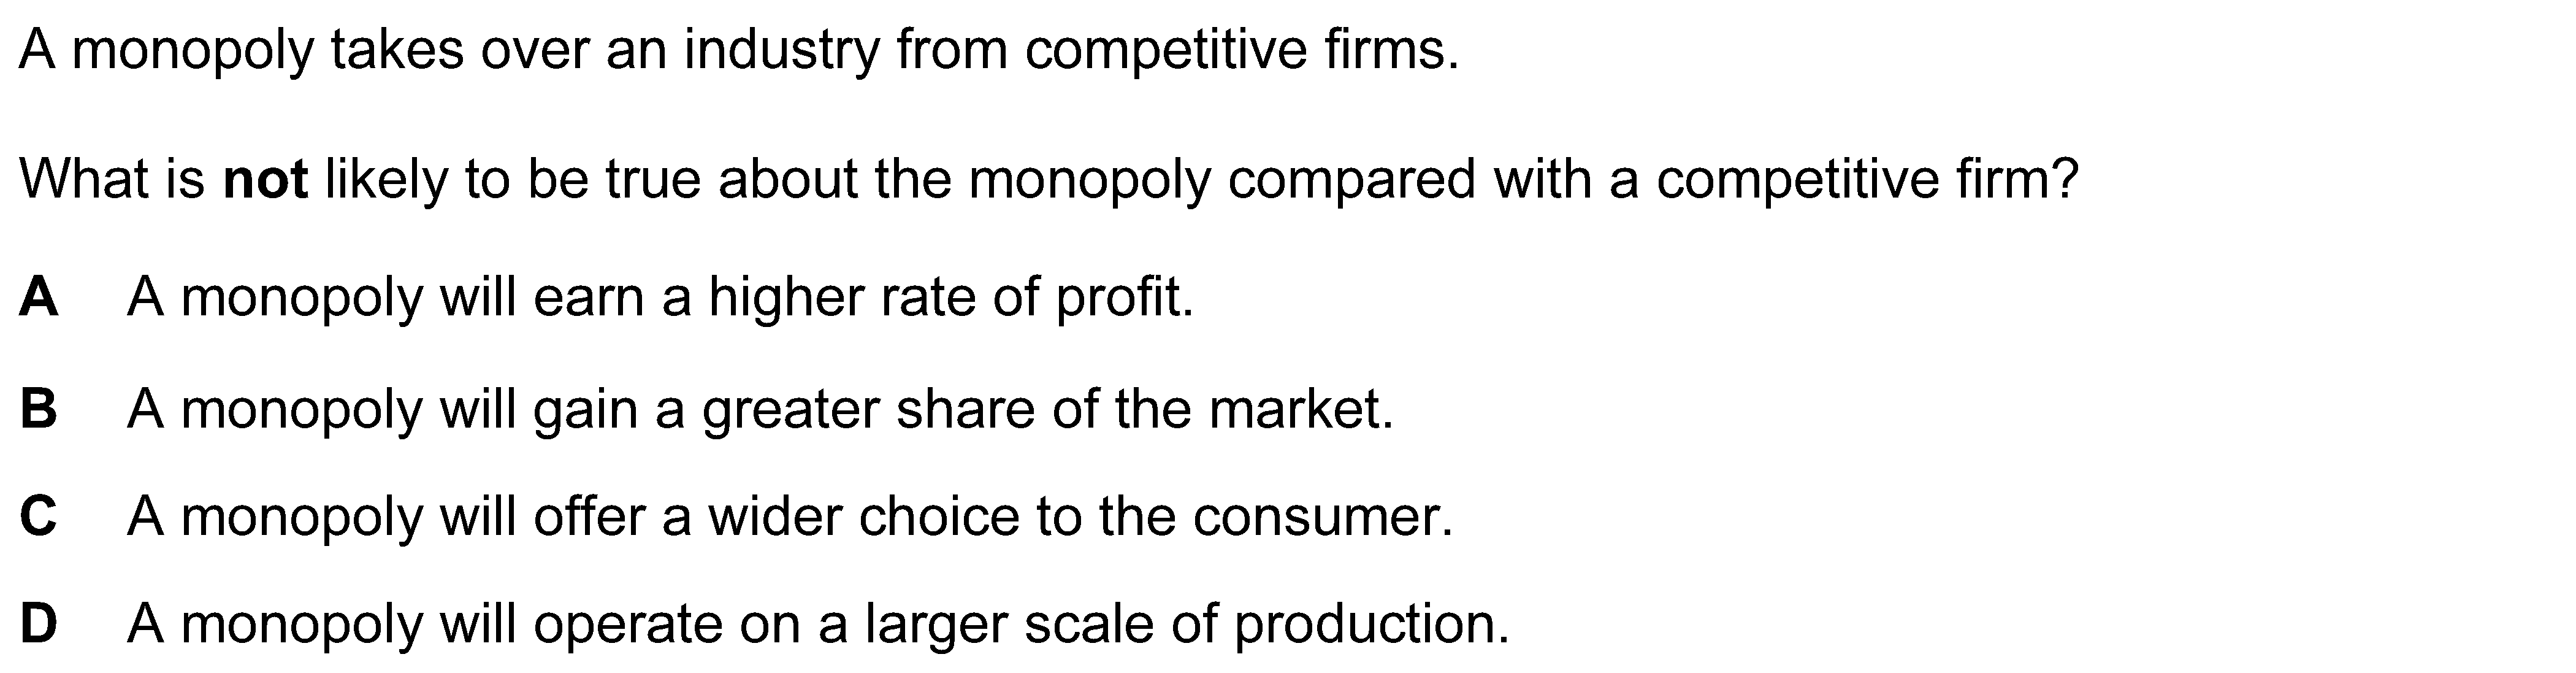 A monopoly takes over an industry from competitive firms.
What is not likely to be true about the monopoly compared with a competitive firm?
A A monopoly will earn a higher rate of profit.
B A monopoly will gain a greater share of the market.
C A monopoly will offer a wider choice to the consumer.
D A monopoly will operate on a larger scale of production.